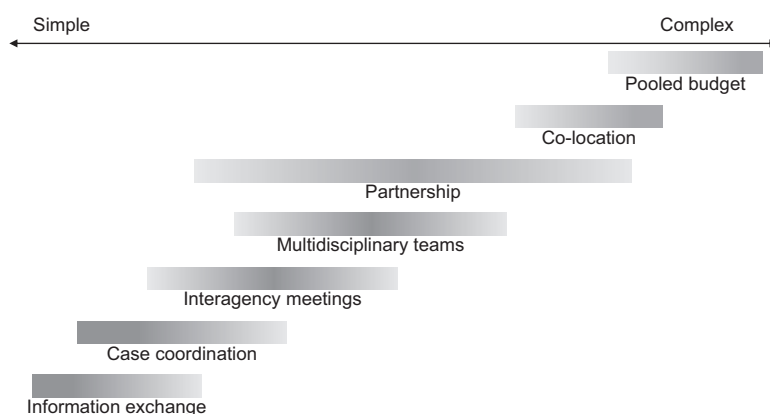 Simple
Complex
Pooled budget
Co-location
Partnership
Multidisciplinary teams
Interagency meetings
Case coordination
Information exchange